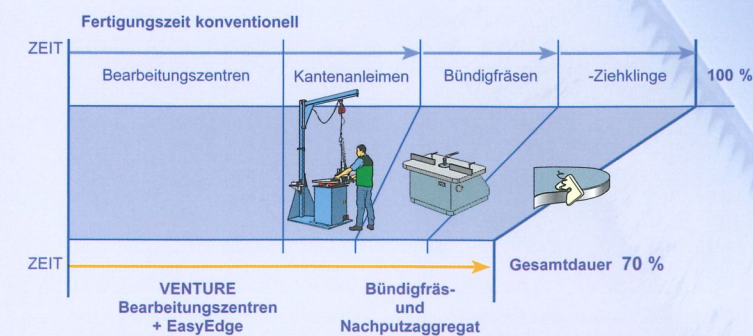 Fertigungszeit konventionell
ZEIT
Bearbeitungszentren
Kantenanleimen
Bündigfräsen
-Ziehklinge
100 %
ZEIT
Gesamtdauer 70 %
VENTURE
Bearbeitungszentren
+ EasyEdge
Bündigfräs-
und
Nachputzaggregat